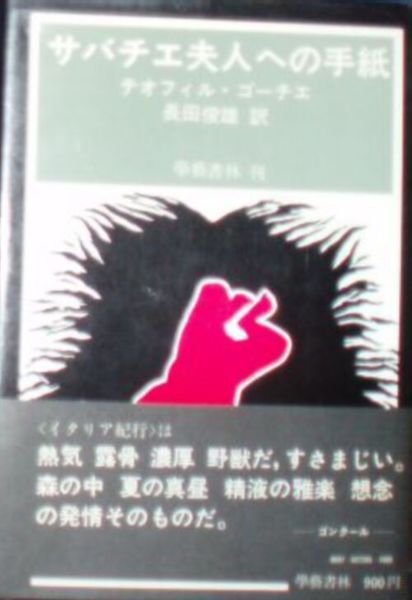 サバチエ夫人への手紙
テオフィル・ゴーチエ
長田俊雄 訳
學藝書林 刊
〈イタリア紀行〉は
熱気 露骨 濃厚 野獣だ,すさまじい。
森の中 夏の真昼 精液の雅楽 想念
の発情そのものだ。
——ゴンクール——
學藝書林 900円